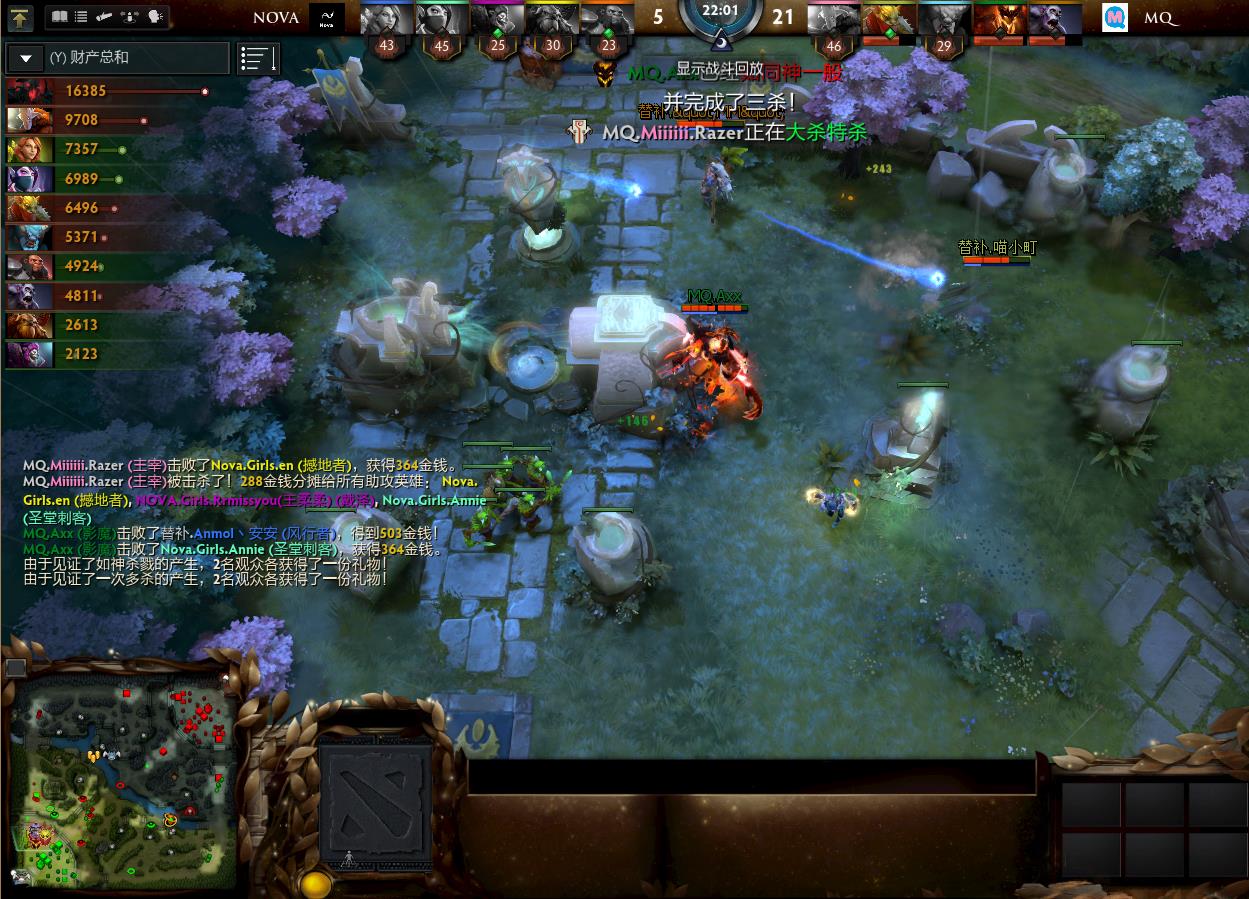 NOVA
Nova
5
22:01
21
MQ
43
45
25
30
23
46
29
(Y) 财产总和
显示战斗回放
并完成了三杀!
MQ.Miiiiii.Razer正在大杀特杀
16385
9708
7357
6989
6496
5371
4924
4811
2613
2123
+243
替补.喵小町
MQ.Axx
+146
MQ.Miiiiii.Razer (主宰)击败了Nova.Girls.en (撼地者),获得364金钱。
MQ.Miiiiii.Razer (主宰)被击杀了!288金钱分摊给所有助攻英雄: Nova.
Girls.en (撼地者), NOVA.Girls.Rrmissyou(王柔柔) (戴泽), Nova.Girls.Annie
(圣堂刺客)
MQ.Axx (影魔)击败了替补.Anmol丶安安 (风行者),得到503金钱!
MQ.Axx (影魔)击败了Nova.Girls.Annie (圣堂刺客),获得364金钱。
由于见证了如神杀戮的产生,2名观众各获得了一份礼物!
由于见证了一次多杀的产生,2名观众各获得了一份礼物!